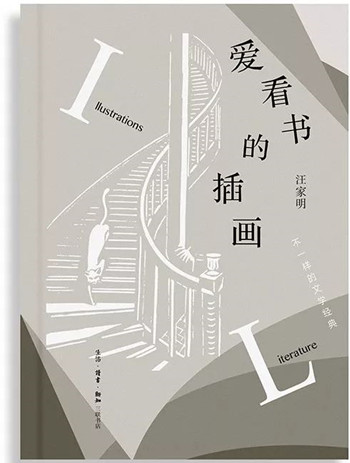 Illustrations
爱看书的插画
汪家明
不一样的文学经典
Literature
生活·读书·新知 三联书店